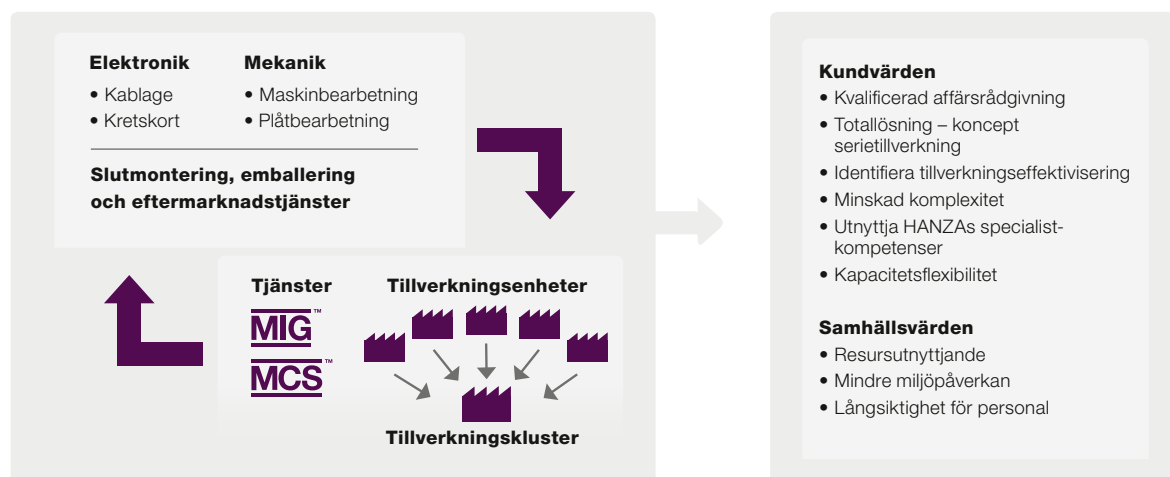 Elektronik
• Kablage
• Kretskort
Mekanik
• Maskinbearbetning
• Plåtbearbetning
Slutmontering, emballering
och eftermarknadstjänster
Tjänster
MIG™
MCS™
Tillverkningsenheter
Tillverkningskluster
Kundvärden
• Kvalificerad affärsrådgivning
• Totallösning – koncept
serietillverkning
• Identifiera tillverkningseffektivisering
• Minskad komplexitet
• Utnyttja HANZAs specialist-
kompetenser
• Kapacitetsflexibilitet
Samhällsvärden
• Resursutnyttjande
• Mindre miljöpåverkan
• Långsiktighet för personal